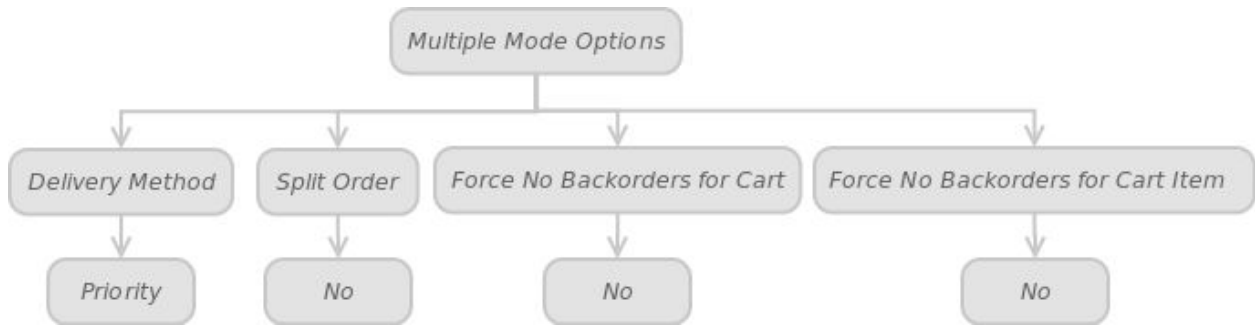 Multiple Mode Options
Delivery Method
Split Order
Force No Backorders for Cart
Force No Backorders for Cart Item
Priority
No
No
No